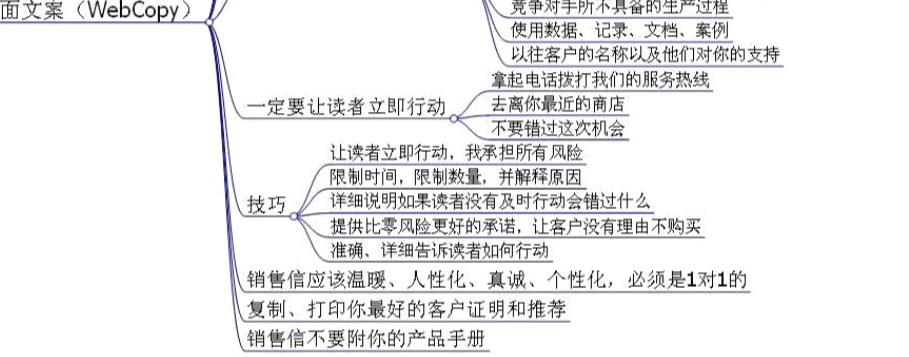 竞争对手所不具备的生产过程
面文案（WebCopy）
使用数据、记录、文档、案例
以往客户的名称以及他们对你的支持
一定要让读者立即行动
拿起电话拨打我们的服务热线
去离你最近的商店
不要错过这次机会
技巧
让读者立即行动，我承担所有风险
限制时间，限制数量，并解释原因
详细说明如果读者没有及时行动会错过什么
提供比零风险更好的承诺，让客户没有理由不购买
准确、详细告诉读者如何行动
销售信应该温暖、人性化、真诚、个性化，必须是1对1的
复制、打印你最好的客户证明和推荐
销售信不要附你的产品手册